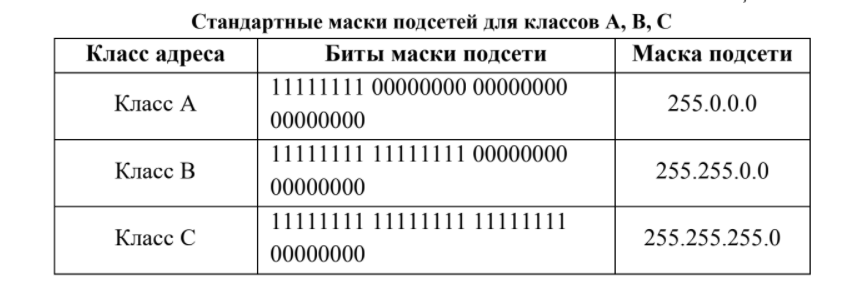 Стандартные маски подсетей для классов А, В, С
Класс адреса Биты маски подсети Маска подсети
Класс А 11111111 00000000 00000000 255.0.0.0
00000000
Класс В 11111111 11111111 00000000 255.255.0.0
00000000
Класс С 11111111 11111111 11111111 255.255.255.0
00000000